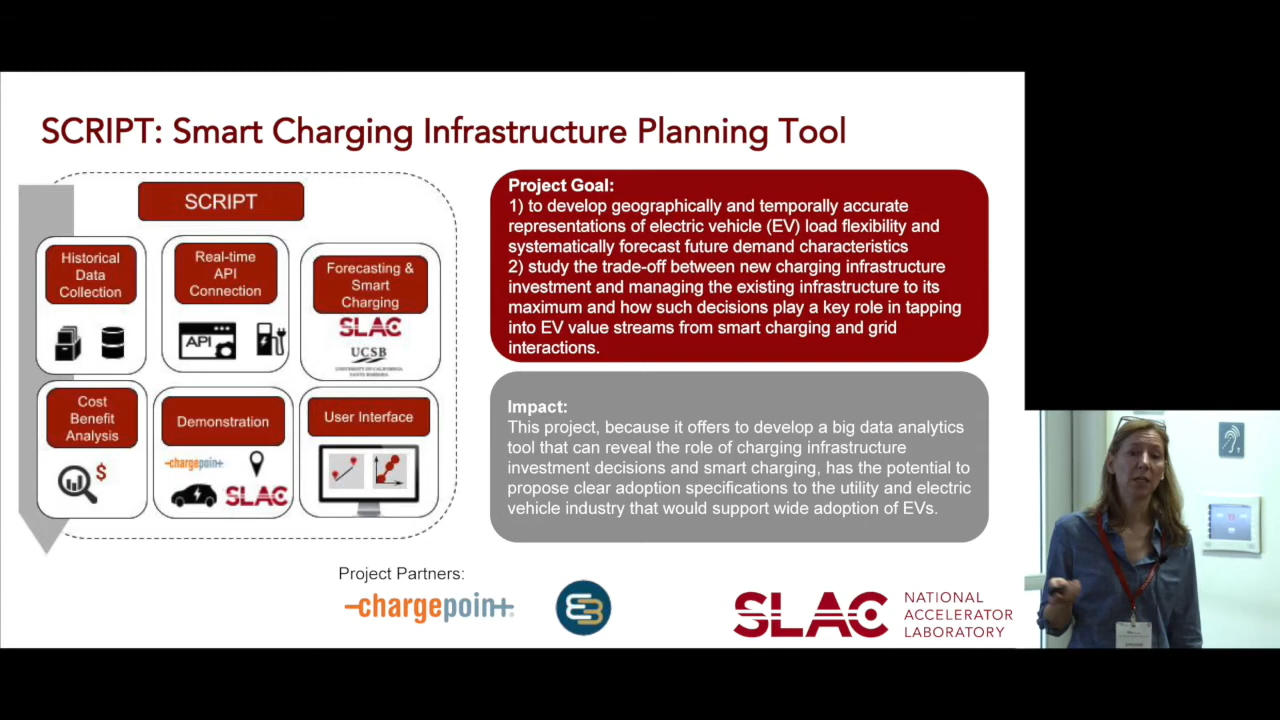 SCRIPT: Smart Charging Infrastructure Planning Tool
SCRIPT
Historical
Data
Collection
Real-time
API
Connection
API
Forecasting &
Smart
Charging
SLAC
UCSB
UNIVERSITY OF CALIFORNIA
SANTA BARBARA
Cost
Benefit
Analysis
$
Demonstration
-chargepoin+
SLAC
User Interface
Project Goal:
1) to develop geographically and temporally accurate
representations of electric vehicle (EV) load flexibility and
systematically forecast future demand characteristics
2) study the trade-off between new charging infrastructure
investment and managing the existing infrastructure to its
maximum and how such decisions play a key role in tapping
into EV value streams from smart charging and grid
interactions.
Impact:
This project, because it offers to develop a big data analytics
tool that can reveal the role of charging infrastructure
investment decisions and smart charging, has the potential to
propose clear adoption specifications to the utility and electric
vehicle industry that would support wide adoption of EVs.
Project Partners:
-chargepoin+
E3
SLAC
NATIONAL
ACCELERATOR
LABORATORY